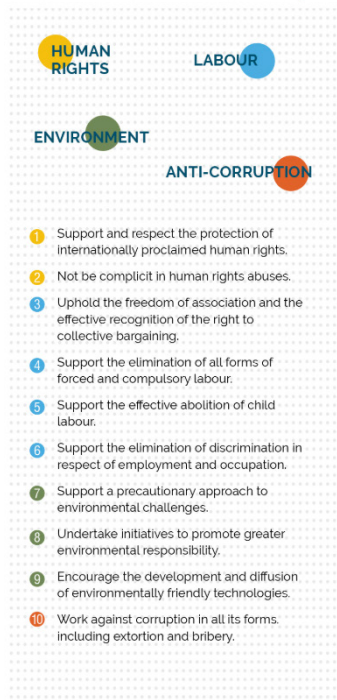 HUMAN
RIGHTS
LABOUR
ENVIRONMENT
ANTI-CORRUPTION
1 Support and respect the protection of
internationally proclaimed human rights.
2 Not be complicit in human rights abuses.
3 Uphold the freedom of association and the
effective recognition of the right to
collective bargaining.
4 Support the elimination of all forms of
forced and compulsory labour.
5 Support the effective abolition of child
labour.
6 Support the elimination of discrimination in
respect of employment and occupation.
7 Support a precautionary approach to
environmental challenges.
8 Undertake initiatives to promote greater
environmental responsibility.
9 Encourage the development and diffusion
of environmentally friendly technologies.
10 Work against corruption in all its forms.
including extortion and bribery.